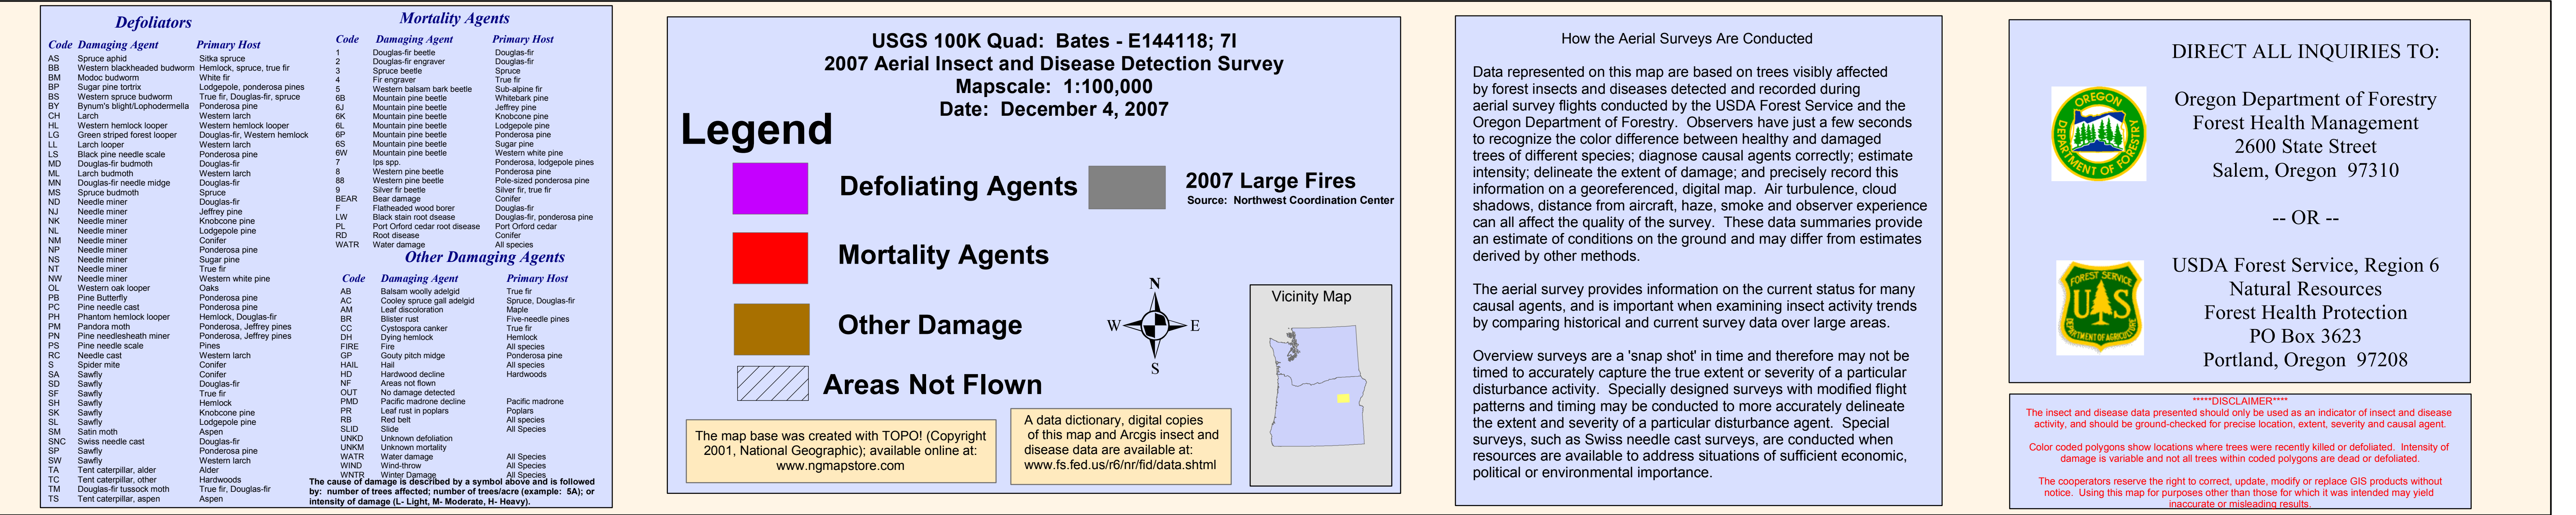 Defoliators
Code Damaging Agent Primary Host
AS Spruce aphid Sitka spruce
BB Western blackheaded budworm Hemlock, spruce, true fir
BM Modoc budworm White fir
BP Sugar pine tortrix Lodgepole, ponderosa pines
BS Western spruce budworm True fir, Douglas-fir, spruce
BY Bynum's blight/Lophodermella Ponderosa pine
CH Larch Western larch
HL Western hemlock looper Western hemlock looper
LG Green striped forest looper Douglas-fir, Western hemlock
LL Larch looper Western larch
LS Black pine needle scale Ponderosa pine
MD Douglas-fir budmoth Douglas-fir
ML Larch budmoth Western larch
MN Douglas-fir needle midge Douglas-fir
MS Spruce budmoth Spruce
ND Needle miner Douglas-fir
NJ Needle miner Jeffrey pine
NK Needle miner Knobcone pine
NL Needle miner Lodgepole pine
NM Needle miner Conifer
NP Needle miner Ponderosa pine
NS Needle miner Sugar pine
NT Needle miner True fir
NW Needle miner Western white pine
OL Western oak looper Oaks
PB Pine Butterfly Ponderosa pine
PC Pine needle cast Ponderosa pine
PH Phantom hemlock looper Hemlock, Douglas-fir
PM Pandora moth Ponderosa, Jeffrey pines
PN Pine needlesheath miner Ponderosa, Jeffrey pines
PS Pine needle scale Pines
RC Needle cast Western larch
S Spider mite Conifer
SA Sawfly Conifer
SD Sawfly Douglas-fir
SF Sawfly True fir
SH Sawfly Hemlock
SK Sawfly Knobcone pine
SL Sawfly Lodgepole pine
SM Satin moth Aspen
SNC Swiss needle cast Douglas-fir
SP Sawfly Ponderosa pine
SW Sawfly Western larch
TA Tent caterpillar, alder Alder
TC Tent caterpillar, other Hardwoods
TM Douglas-fir tussock moth True fir, Douglas-fir
TS Tent caterpillar, aspen Aspen
Mortality Agents
Code Damaging Agent Primary Host
1 Douglas-fir beetle Douglas-fir
2 Douglas-fir engraver Douglas-fir
3 Spruce beetle Spruce
4 Fir engraver True fir
5 Western balsam bark beetle Sub-alpine fir
6B Mountain pine beetle Whitebark pine
6J Mountain pine beetle Jeffrey pine
6K Mountain pine beetle Knobcone pine
6L Mountain pine beetle Lodgepole pine
6P Mountain pine beetle Ponderosa pine
6S Mountain pine beetle Sugar pine
6W Mountain pine beetle Western white pine
7 Ips spp. Ponderosa, lodgepole pines
8 Western pine beetle Ponderosa pine
88 Western pine beetle Pole-sized ponderosa pine
9 Silver fir beetle Silver fir, true fir
BEAR Bear damage Conifer
F Flatheaded wood borer Douglas-fir
LW Black stain root dsease Douglas-fir, ponderosa pine
PL Port Orford cedar root disease Port Orford cedar
RD Root disease Conifer
WATR Water damage All species
Other Damaging Agents
Code Damaging Agent Primary Host
AB Balsam woolly adelgid True fir
AC Cooley spruce gall adelgid Spruce, Douglas-fir
AM Leaf discoloration Maple
BR Blister rust Five-needle pines
CC Cystospora canker True fir
DH Dying hemlock Hemlock
FIRE Fire All species
GP Gouty pitch midge Ponderosa pine
HAIL Hail All species
HD Hardwood decline Hardwoods
NF Areas not flown
OUT No damage detected
PMD Pacific madrone decline Pacific madrone
PR Leaf rust in poplars Poplars
RB Red belt All species
SLID Slide All Species
UNKD Unknown defoliation
UNKM Unknown mortality
WATR Water damage All Species
WIND Wind-throw All Species
WNTR Winter Damage All Species
The cause of damage is described by a symbol above and is followed
by: number of trees affected; number of trees/acre (example: 5A); or
intensity of damage (L- Light, M- Moderate, H- Heavy).
USGS 100K Quad: Bates - E144118; 7I
2007 Aerial Insect and Disease Detection Survey
Mapscale: 1:100,000
Date: December 4, 2007
Legend
Defoliating Agents
2007 Large Fires
Source: Northwest Coordination Center
Mortality Agents
Other Damage
Areas Not Flown
N
W E
S
Vicinity Map
The map base was created with TOPO! (Copyright
2001, National Geographic); available online at:
www.ngmapstore.com
A data dictionary, digital copies
of this map and Arcgis insect and
disease data are available at:
www.fs.fed.us/r6/nr/fid/data.shtml
How the Aerial Surveys Are Conducted
Data represented on this map are based on trees visibly affected
by forest insects and diseases detected and recorded during
aerial survey flights conducted by the USDA Forest Service and the
Oregon Department of Forestry. Observers have just a few seconds
to recognize the color difference between healthy and damaged
trees of different species; diagnose causal agents correctly; estimate
intensity; delineate the extent of damage; and precisely record this
information on a georeferenced, digital map. Air turbulence, cloud
shadows, distance from aircraft, haze, smoke and observer experience
can all affect the quality of the survey. These data summaries provide
an estimate of conditions on the ground and may differ from estimates
derived by other methods.
The aerial survey provides information on the current status for many
causal agents, and is important when examining insect activity trends
by comparing historical and current survey data over large areas.
Overview surveys are a 'snap shot' in time and therefore may not be
timed to accurately capture the true extent or severity of a particular
disturbance activity. Specially designed surveys with modified flight
patterns and timing may be conducted to more accurately delineate
the extent and severity of a particular disturbance agent. Special
surveys, such as Swiss needle cast surveys, are conducted when
resources are available to address situations of sufficient economic,
political or environmental importance.
DIRECT ALL INQUIRIES TO:
OREGON
DEPARTMENT OF FORESTRY
Oregon Department of Forestry
Forest Health Management
2600 State Street
Salem, Oregon 97310
-- OR --
FOREST SERVICE
U S
DEPARTMENT OF AGRICULTURE
USDA Forest Service, Region 6
Natural Resources
Forest Health Protection
PO Box 3623
Portland, Oregon 97208
*****DISCLAIMER****
The insect and disease data presented should only be used as an indicator of insect and disease
activity, and should be ground-checked for precise location, extent, severity and causal agent.
Color coded polygons show locations where trees were recently killed or defoliated. Intensity of
damage is variable and not all trees within coded polygons are dead or defoliated.
The cooperators reserve the right to correct, update, modify or replace GIS products without
notice. Using this map for purposes other than those for which it was intended may yield
inaccurate or misleading results.